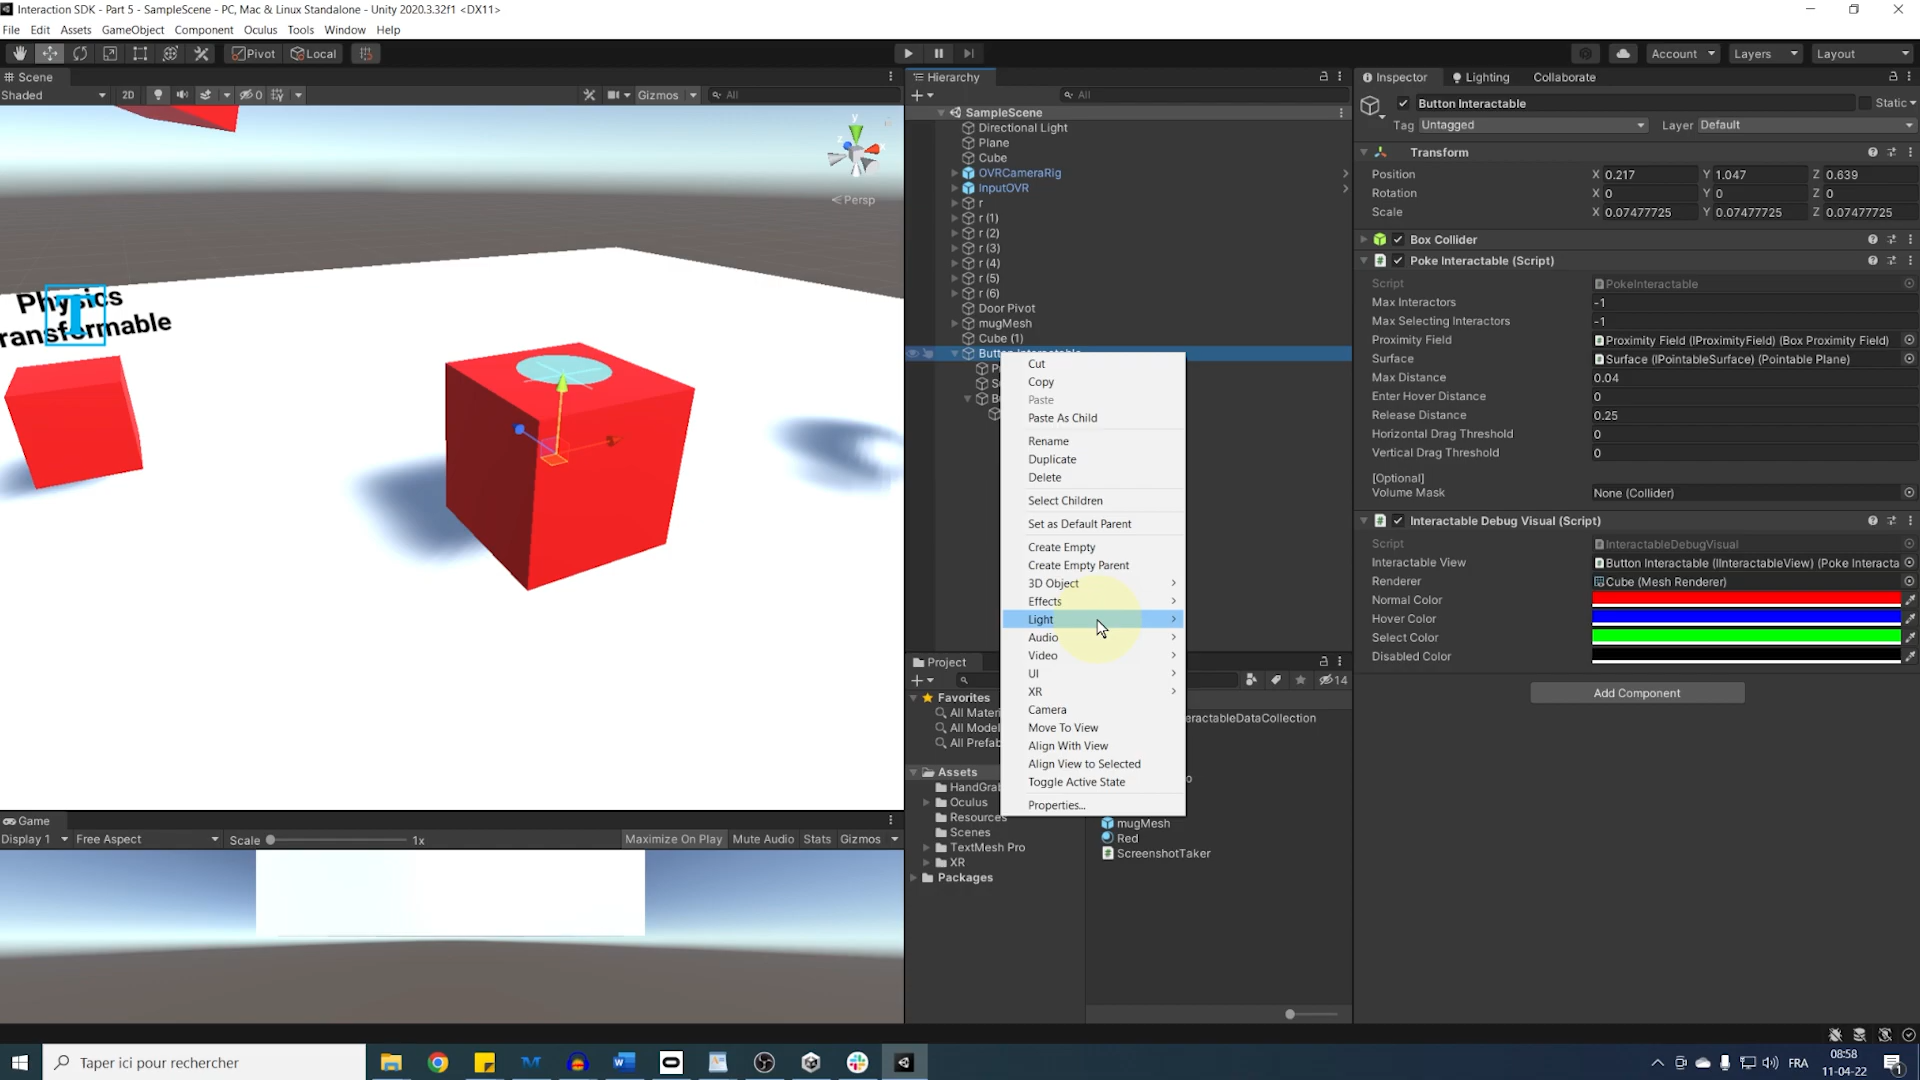 Interaction SDK - Part 5 - SampleScene - PC, Mac & Linux Standalone - Unity 2020.3.32f1 <DX11>
File Edit Assets GameObject Component Oculus Tools Window Help
Pivot Local Account Layers Layout
Scene
Shaded 2D 0 Gizmos All
y
z
x
Persp
Physics
ransformable
T
Game
Display 1 Free Aspect Scale 1x Maximize On Play Mute Audio Stats Gizmos
Hierarchy
All
SampleScene
Directional Light
Plane
Cube
OVRCameraRig
InputOVR
r
r (1)
r (2)
r (3)
r (4)
r (5)
r (6)
Door Pivot
mugMesh
Cube (1)
Cut
Copy
Paste
Paste As Child
Rename
Duplicate
Delete
Select Children
Set as Default Parent
Create Empty
Create Empty Parent
3D Object
Effects
Light
Audio
Video
UI
XR
Camera
Move To View
Align With View
Align View to Selected
Toggle Active State
Properties...
Project
14
Favorites
All Materi
All Model
All Prefab
Assets
HandGrab
Oculus
Resources
Scenes
TextMesh Pro
XR
Packages
eractableDataCollection
o
mugMesh
Red
ScreenshotTaker
Inspector Lighting Collaborate
Button Interactable Static
Tag Untagged Layer Default
Transform
Position X 0.217 Y 1.047 Z 0.639
Rotation X 0 Y 0 Z 0
Scale X 0.07477725 Y 0.07477725 Z 0.07477725
Box Collider
Poke Interactable (Script)
Script PokeInteractable
Max Interactors -1
Max Selecting Interactors -1
Proximity Field Proximity Field (IProximityField) (Box Proximity Field)
Surface Surface (IPointableSurface) (Pointable Plane)
Max Distance 0.04
Enter Hover Distance 0
Release Distance 0.25
Horizontal Drag Threshold 0
Vertical Drag Threshold 0
[Optional]
Volume Mask None (Collider)
Interactable Debug Visual (Script)
Script InteractableDebugVisual
Interactable View Button Interactable (IInteractableView) (Poke Interacta
Renderer Cube (Mesh Renderer)
Normal Color
Hover Color
Select Color
Disabled Color
Add Component
Taper ici pour rechercher
FRA
08:58
11-04-22
1